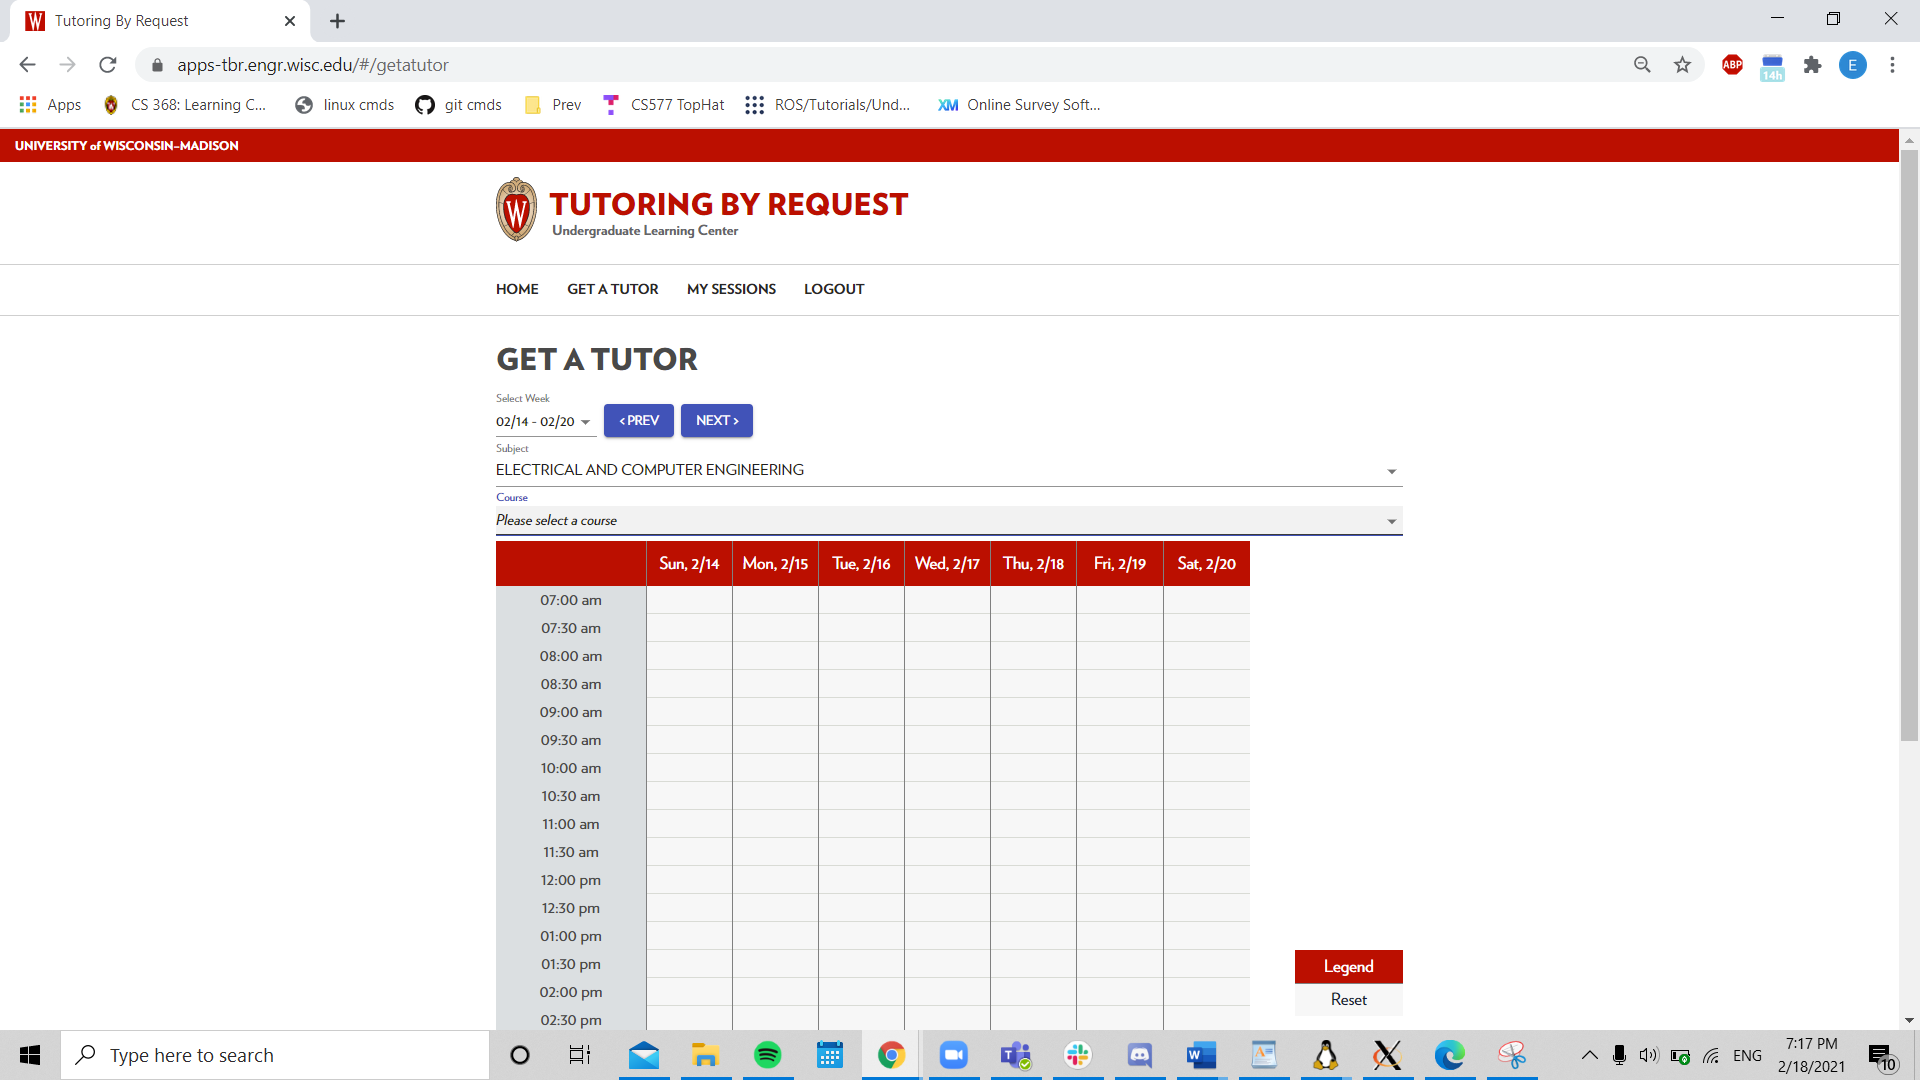 Tutoring By Request
apps-tbr.engr.wisc.edu/#/getatutor
ABP
14h
E
Apps
CS 368: Learning C...
linux cmds
git cmds
Prev
CS577 TopHat
ROS/Tutorials/Und...
XM Online Survey Soft...
UNIVERSITY of WISCONSIN-MADISON
W
TUTORING BY REQUEST
Undergraduate Learning Center
HOME GET A TUTOR MY SESSIONS LOGOUT
GET A TUTOR
Select Week
02/14 - 02/20 < PREV NEXT >
Subject
ELECTRICAL AND COMPUTER ENGINEERING
Course
Please select a course
Sun, 2/14 Mon, 2/15 Tue, 2/16 Wed, 2/17 Thu, 2/18 Fri, 2/19 Sat, 2/20
07:00 am
07:30 am
08:00 am
08:30 am
09:00 am
09:30 am
10:00 am
10:30 am
11:00 am
11:30 am
12:00 pm
12:30 pm
01:00 pm
01:30 pm
02:00 pm
02:30 pm
Legend
Reset
Type here to search
ENG
7:17 PM
2/18/2021
10